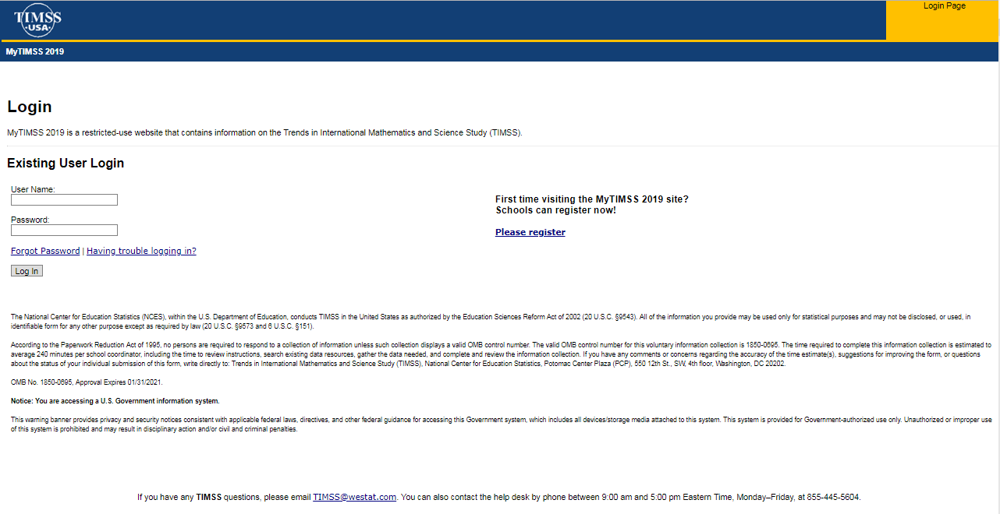 TIMSS
USA
Login Page
MyTIMSS 2019
Login
MyTIMSS 2019 is a restricted-use website that contains information on the Trends in International Mathematics and Science Study (TIMSS).
Existing User Login
User Name:
Password:
Forgot Password | Having trouble logging in?
Log In
First time visiting the MyTIMSS 2019 site?
Schools can register now!
Please register
The National Center for Education Statistics (NCES), within the U.S. Department of Education, conducts TIMSS in the United States as authorized by the Education Sciences Reform Act of 2002 (20 U.S.C. §9543). All of the information you provide may be used only for statistical purposes and may not be disclosed, or used, in
identifiable form for any other purpose except as required by law (20 U.S.C. §9573 and 6 U.S.C. §151).
According to the Paperwork Reduction Act of 1995, no persons are required to respond to a collection of information unless such collection displays a valid OMB control number. The valid OMB control number for this voluntary information collection is 1850-0695. The time required to complete this information collection is estimated to
average 240 minutes per school coordinator, including the time to review instructions, search existing data resources, gather the data needed, and complete and review the information collection. If you have any comments or concerns regarding the accuracy of the time estimate(s), suggestions for improving the form, or questions
about the status of your individual submission of this form, write directly to: Trends in International Mathematics and Science Study (TIMSS), National Center for Education Statistics, Potomac Center Plaza (PCP), 550 12th St., SW, 4th floor, Washington, DC 20202.
OMB No. 1850-0695, Approval Expires 01/31/2021.
Notice: You are accessing a U.S. Government information system.
This warning banner provides privacy and security notices consistent with applicable federal laws, directives, and other federal guidance for accessing this Government system, which includes all devices/storage media attached to this system. This system is provided for Government-authorized use only. Unauthorized or improper use
of this system is prohibited and may result in disciplinary action and/or civil and criminal penalties.
If you have any TIMSS questions, please email TIMSS@westat.com. You can also contact the help desk by phone between 9:00 am and 5:00 pm Eastern Time, Monday–Friday, at 855-445-5604.